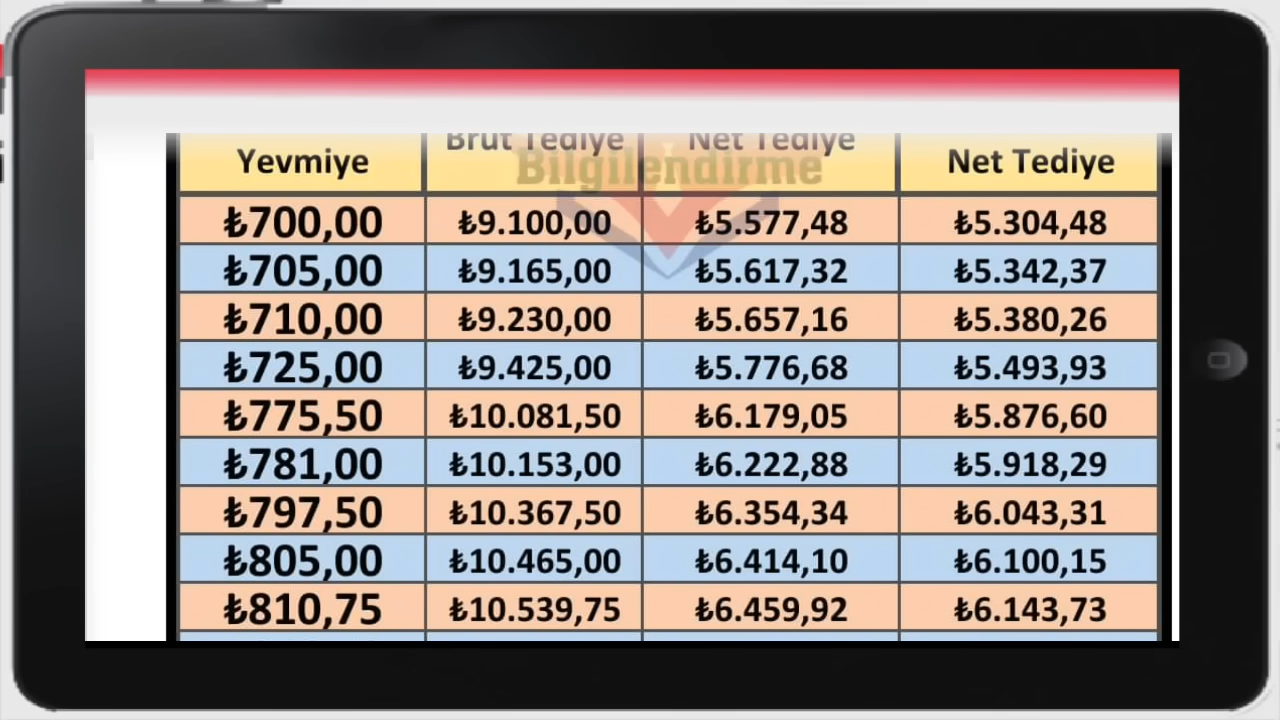 Yevmiye Brut Tediye Net Tediye Net Tediye
Bilgilendirme
₺700,00 ₺9.100,00 ₺5.577,48 ₺5.304,48
₺705,00 ₺9.165,00 ₺5.617,32 ₺5.342,37
₺710,00 ₺9.230,00 ₺5.657,16 ₺5.380,26
₺725,00 ₺9.425,00 ₺5.776,68 ₺5.493,93
₺775,50 ₺10.081,50 ₺6.179,05 ₺5.876,60
₺781,00 ₺10.153,00 ₺6.222,88 ₺5.918,29
₺797,50 ₺10.367,50 ₺6.354,34 ₺6.043,31
₺805,00 ₺10.465,00 ₺6.414,10 ₺6.100,15
₺810,75 ₺10.539,75 ₺6.459,92 ₺6.143,73